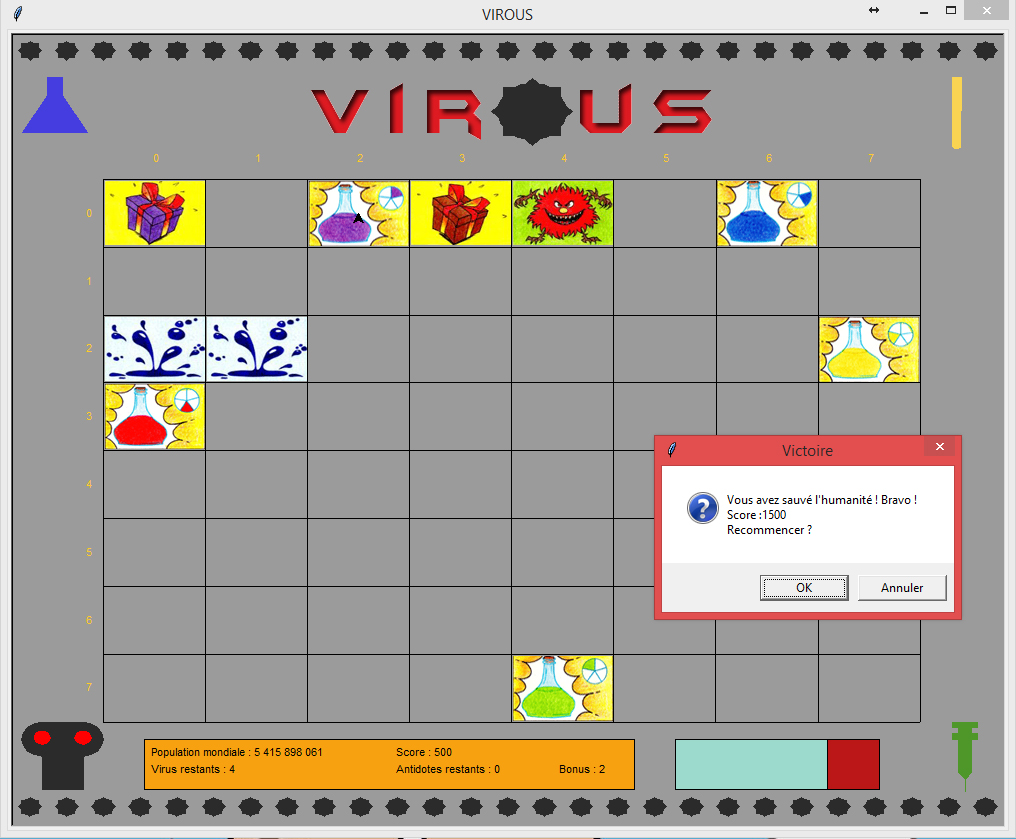 VIROUS
VIROUS
0 1 2 3 4 5 6 7
0
1
2
3
4
5
6
7
Victoire
Vous avez sauvé l'humanité ! Bravo !
Score :1500
Recommencer ?
OK Annuler
Population mondiale : 5 415 898 061 Score : 500
Virus restants : 4 Antidotes restants : 0 Bonus : 2